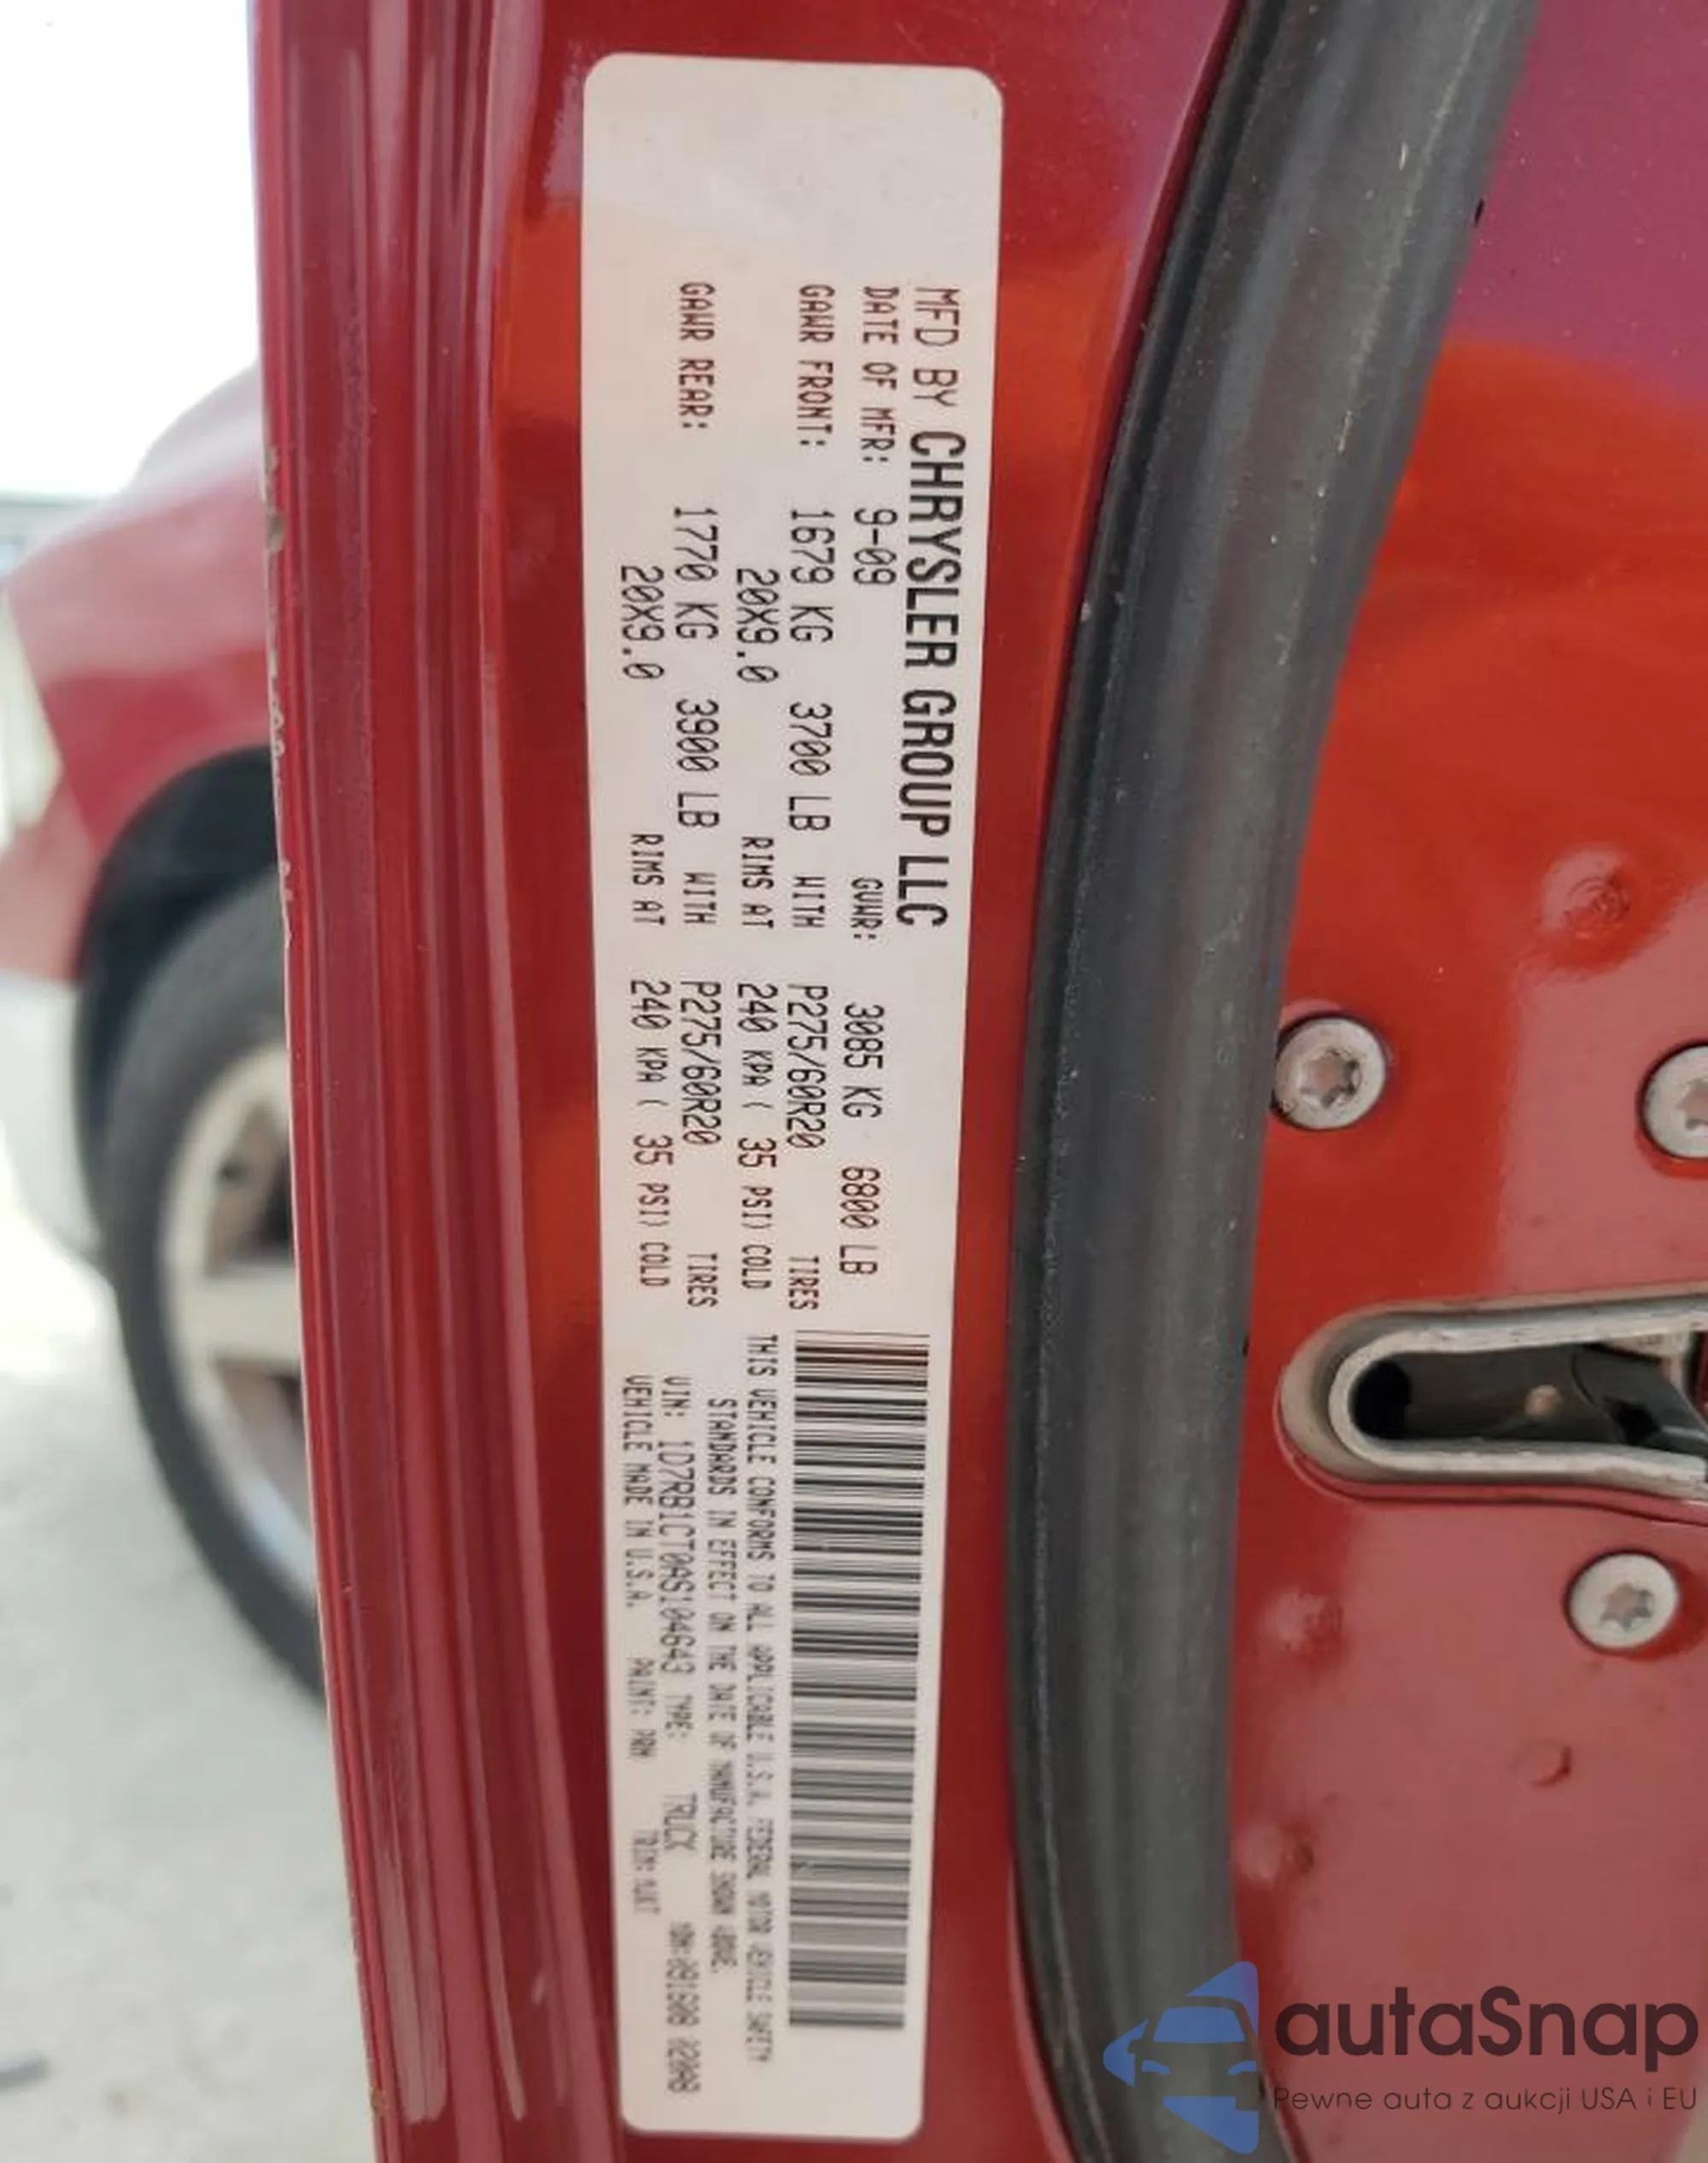 MFD BY CHRYSLER GROUP LLC
DATE OF MFR: 9-09 GVWR: 3085 KG 6800 LB
GAWR FRONT: 1679 KG 3700 LB WITH P275/60R20 TIRES
20X9.0 RIMS AT 240 KPA ( 35 PSI) COLD
GAWR REAR: 1770 KG 3900 LB WITH P275/60R20 TIRES
20X9.0 RIMS AT 240 KPA ( 35 PSI) COLD
THIS VEHICLE CONFORMS TO ALL APPLICABLE U.S.A. FEDERAL MOTOR VEHICLE SAFETY
STANDARDS IN EFFECT ON THE DATE OF MANUFACTURE SHOWN ABOVE.
VIN: 1D7RB1CT0AS104643 TYPE: TRUCK
VEHICLE MADE IN U.S.A. PAINT: PRH TRIM:
autaSnap
Pewne auta z aukcji USA i EU